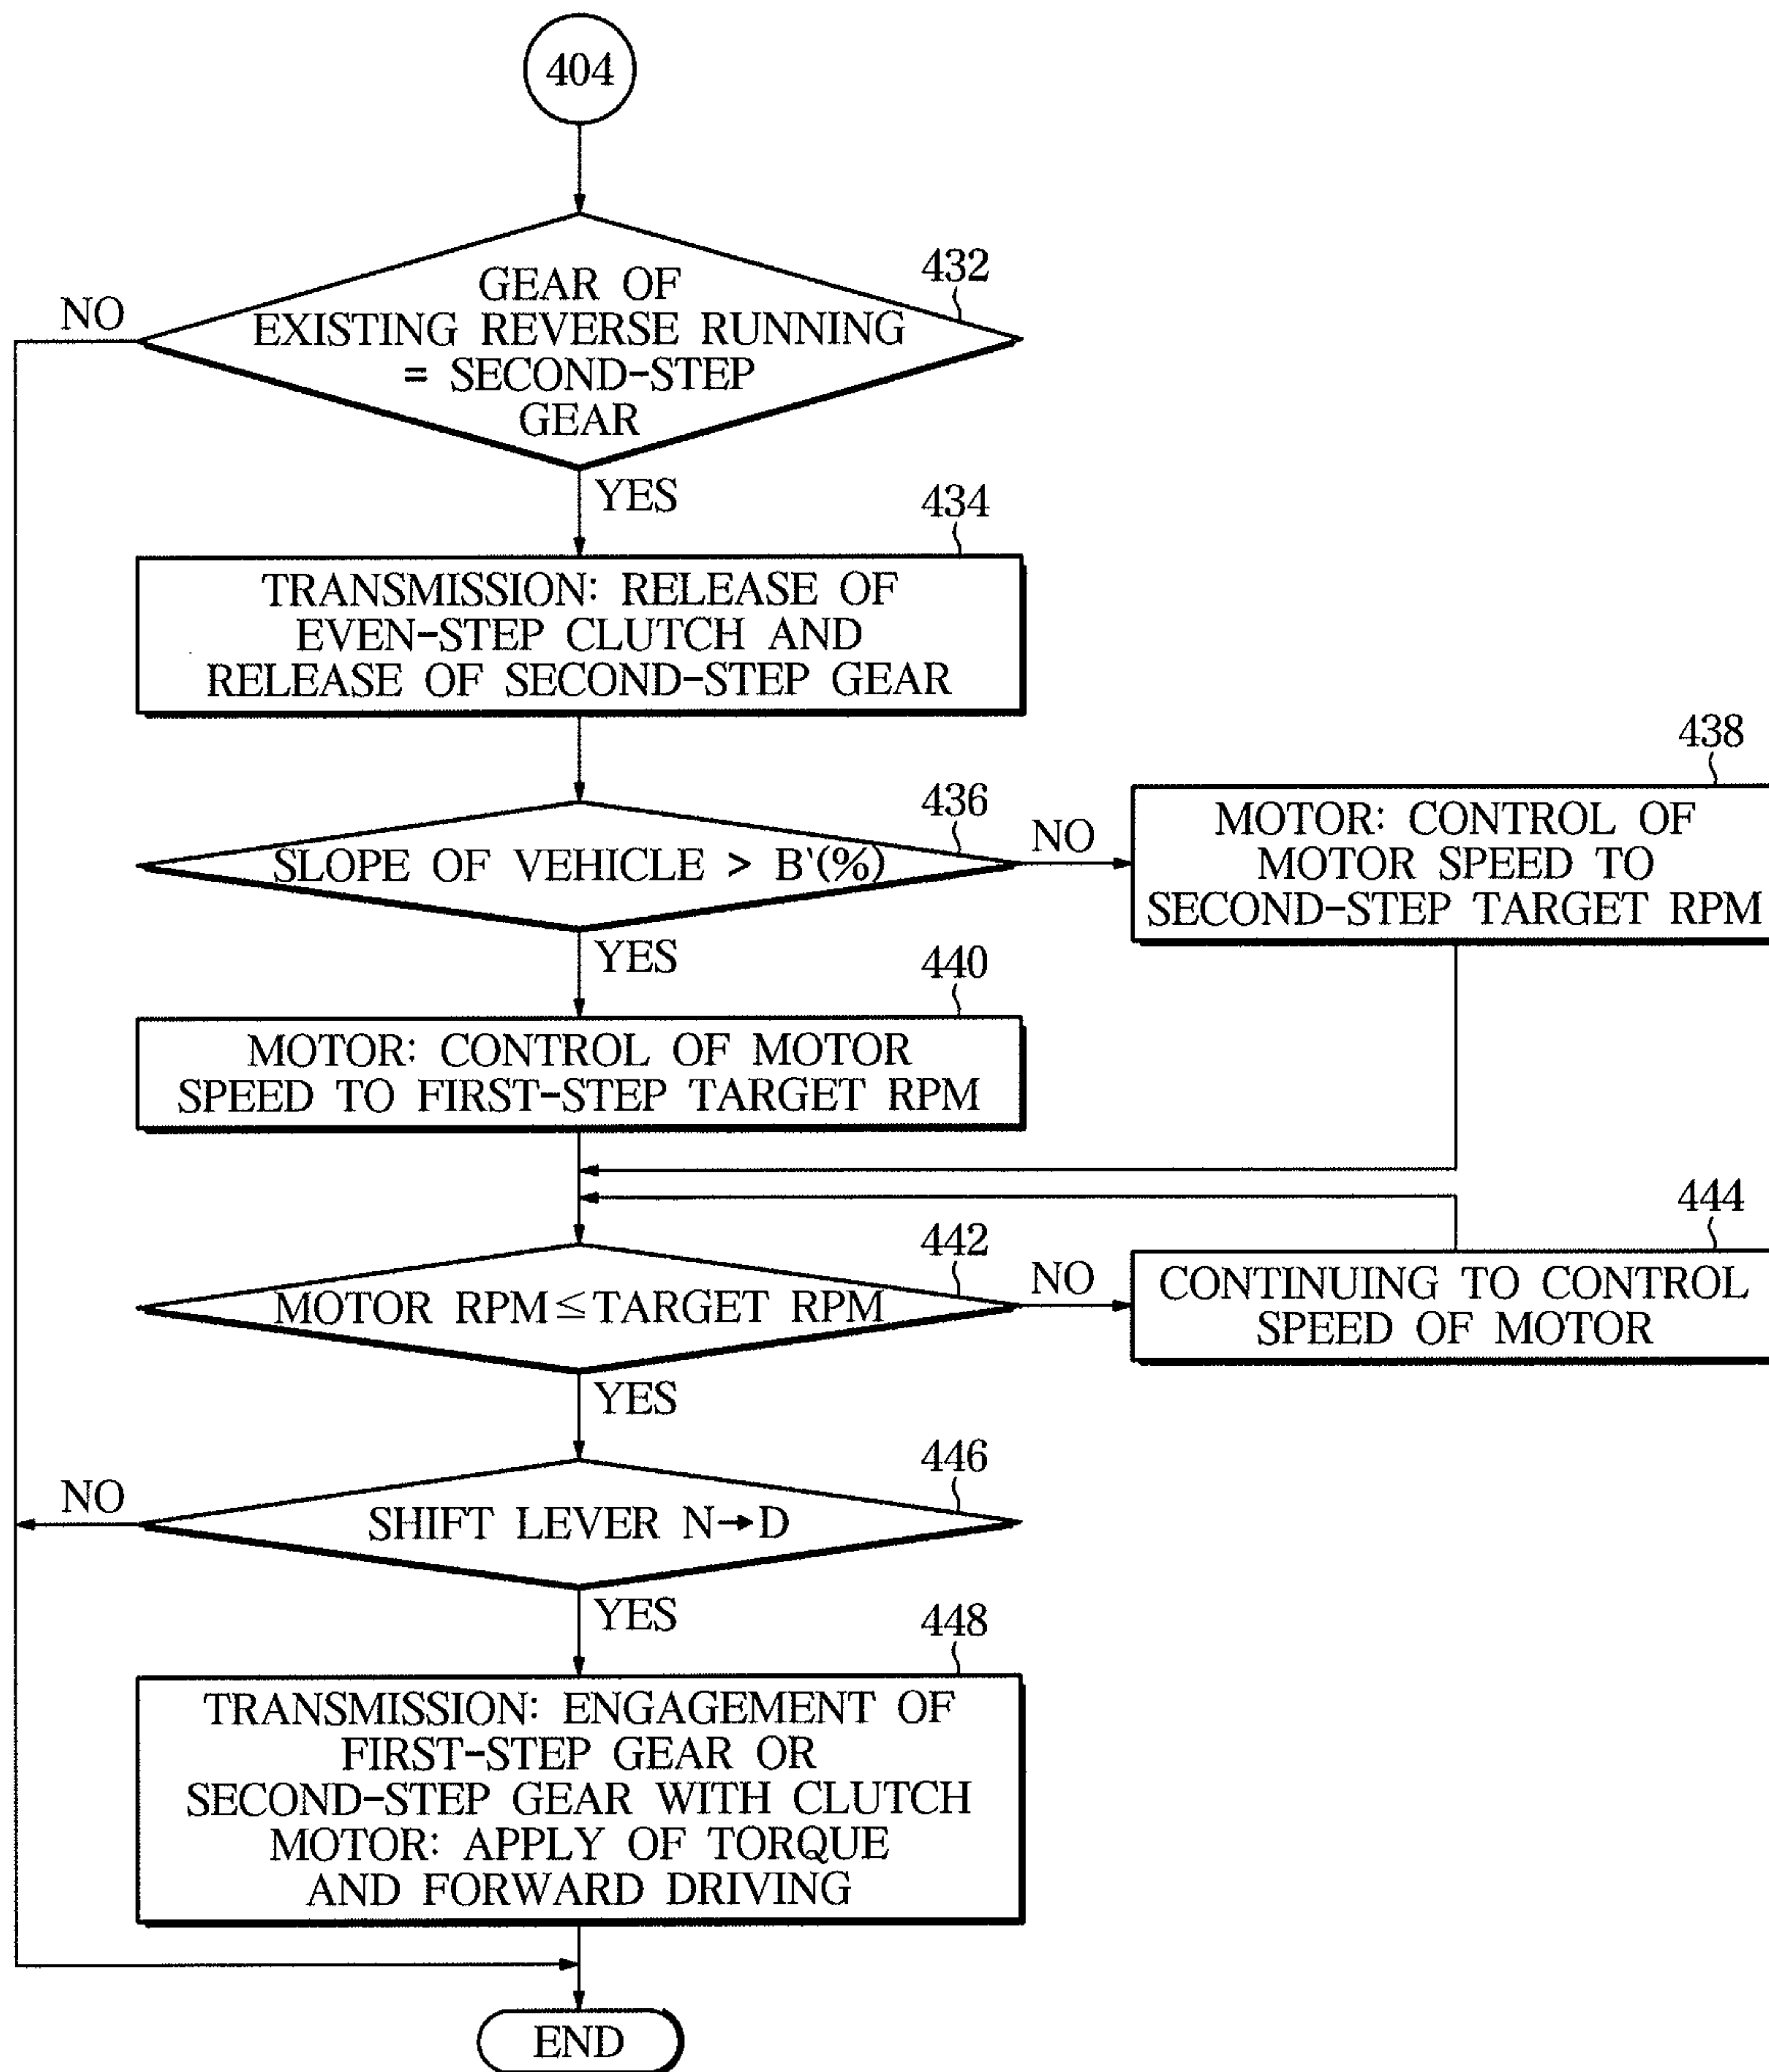 404
432
GEAR OF
EXISTING REVERSE RUNNING
= SECOND-STEP
GEAR
NO
YES
434
TRANSMISSION: RELEASE OF
EVEN-STEP CLUTCH AND
RELEASE OF SECOND-STEP GEAR
436
SLOPE OF VEHICLE > B'(%)
NO
438
MOTOR: CONTROL OF
MOTOR SPEED TO
SECOND-STEP TARGET RPM
YES
440
MOTOR: CONTROL OF MOTOR
SPEED TO FIRST-STEP TARGET RPM
442
MOTOR RPM≦TARGET RPM
NO
444
CONTINUING TO CONTROL
SPEED OF MOTOR
YES
446
SHIFT LEVER N→D
NO
YES
448
TRANSMISSION: ENGAGEMENT OF
FIRST-STEP GEAR OR
SECOND-STEP GEAR WITH CLUTCH
MOTOR: APPLY OF TORQUE
AND FORWARD DRIVING
END